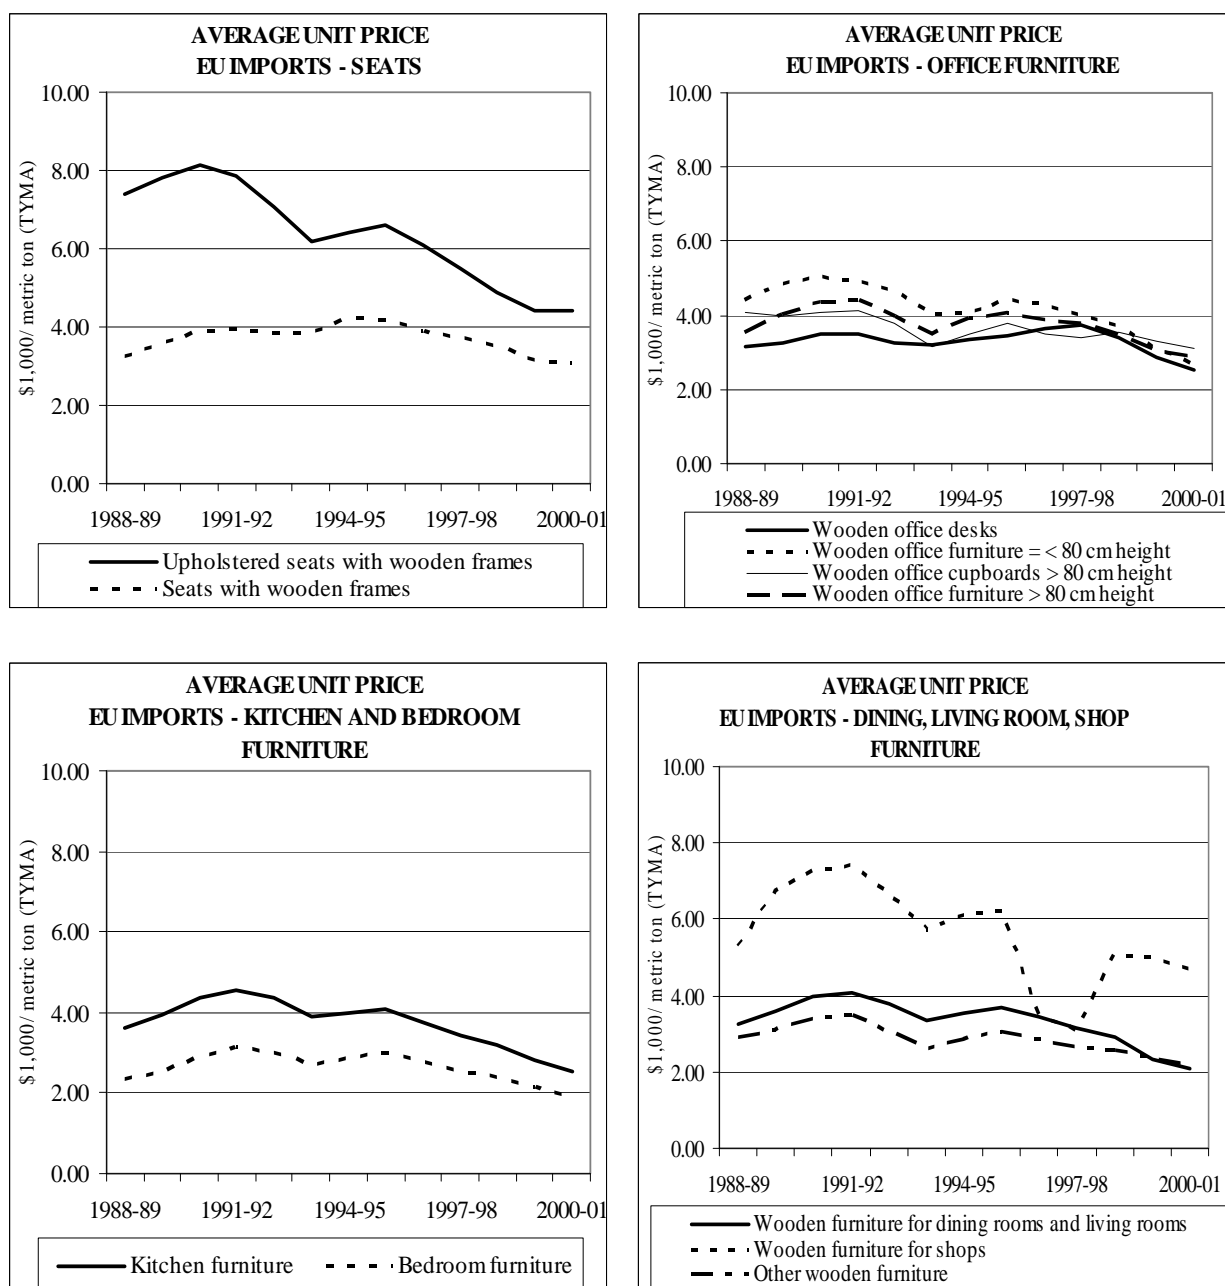 AVERAGE UNIT PRICE
EU IMPORTS - SEATS
$1,000/ metric ton (TYMA)
10.00
8.00
6.00
4.00
2.00
0.00
1988-89 1991-92 1994-95 1997-98 2000-01
Upholstered seats with wooden frames
Seats with wooden frames
AVERAGE UNIT PRICE
EU IMPORTS - OFFICE FURNITURE
$1,000/ metric ton (TYMA)
10.00
8.00
6.00
4.00
2.00
0.00
1988-89 1991-92 1994-95 1997-98 2000-01
Wooden office desks
Wooden office furniture = < 80 cm height
Wooden office cupboards > 80 cm height
Wooden office furniture > 80 cm height
AVERAGE UNIT PRICE
EU IMPORTS - KITCHEN AND BEDROOM
FURNITURE
$1,000/ metric ton (TYMA)
10.00
8.00
6.00
4.00
2.00
0.00
1988-89 1991-92 1994-95 1997-98 2000-01
Kitchen furniture Bedroom furniture
AVERAGE UNIT PRICE
EU IMPORTS - DINING, LIVING ROOM, SHOP
FURNITURE
$1,000/ metric ton (TYMA)
10.00
8.00
6.00
4.00
2.00
0.00
1988-89 1991-92 1994-95 1997-98 2000-01
Wooden furniture for dining rooms and living rooms
Wooden furniture for shops
Other wooden furniture